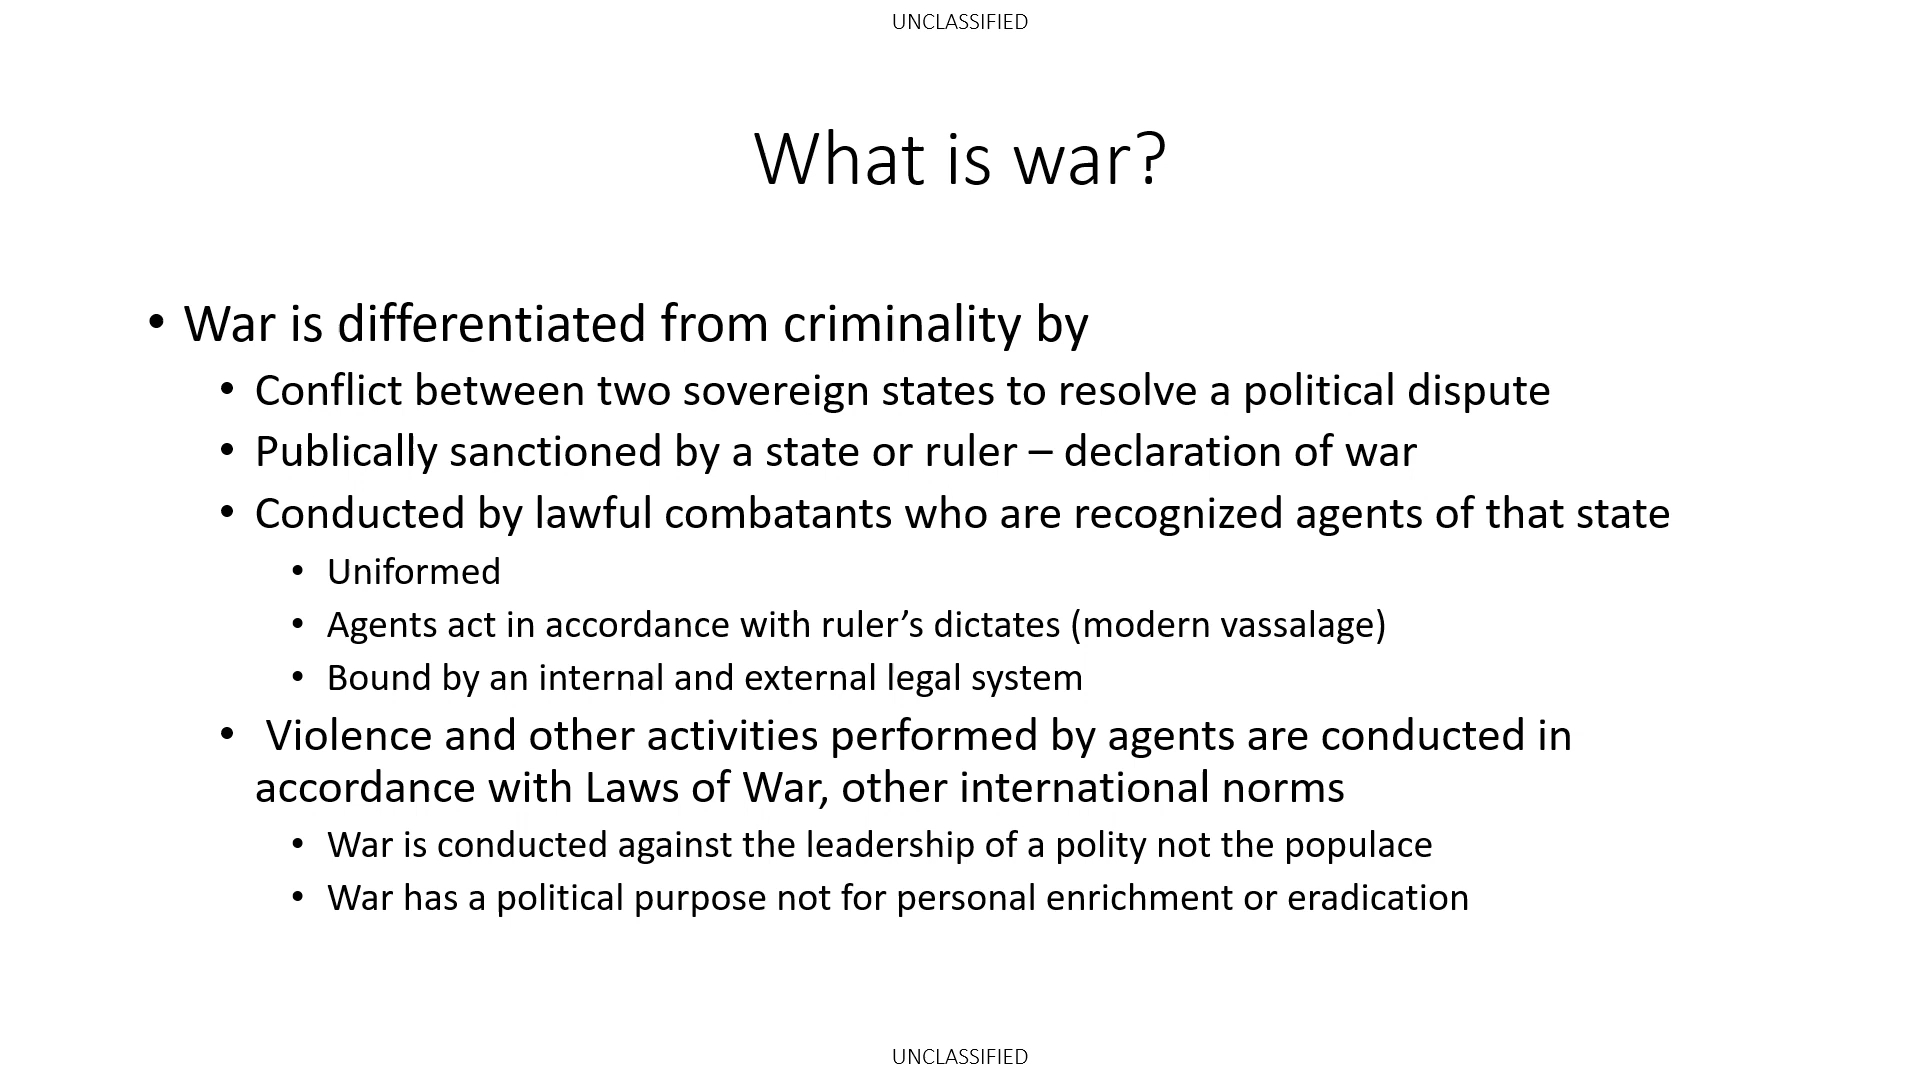 UNCLASSIFIED
What is war?
• War is differentiated from criminality by
• Conflict between two sovereign states to resolve a political dispute
• Publically sanctioned by a state or ruler – declaration of war
• Conducted by lawful combatants who are recognized agents of that state
• Uniformed
• Agents act in accordance with ruler’s dictates (modern vassalage)
• Bound by an internal and external legal system
• Violence and other activities performed by agents are conducted in
accordance with Laws of War, other international norms
• War is conducted against the leadership of a polity not the populace
• War has a political purpose not for personal enrichment or eradication
UNCLASSIFIED